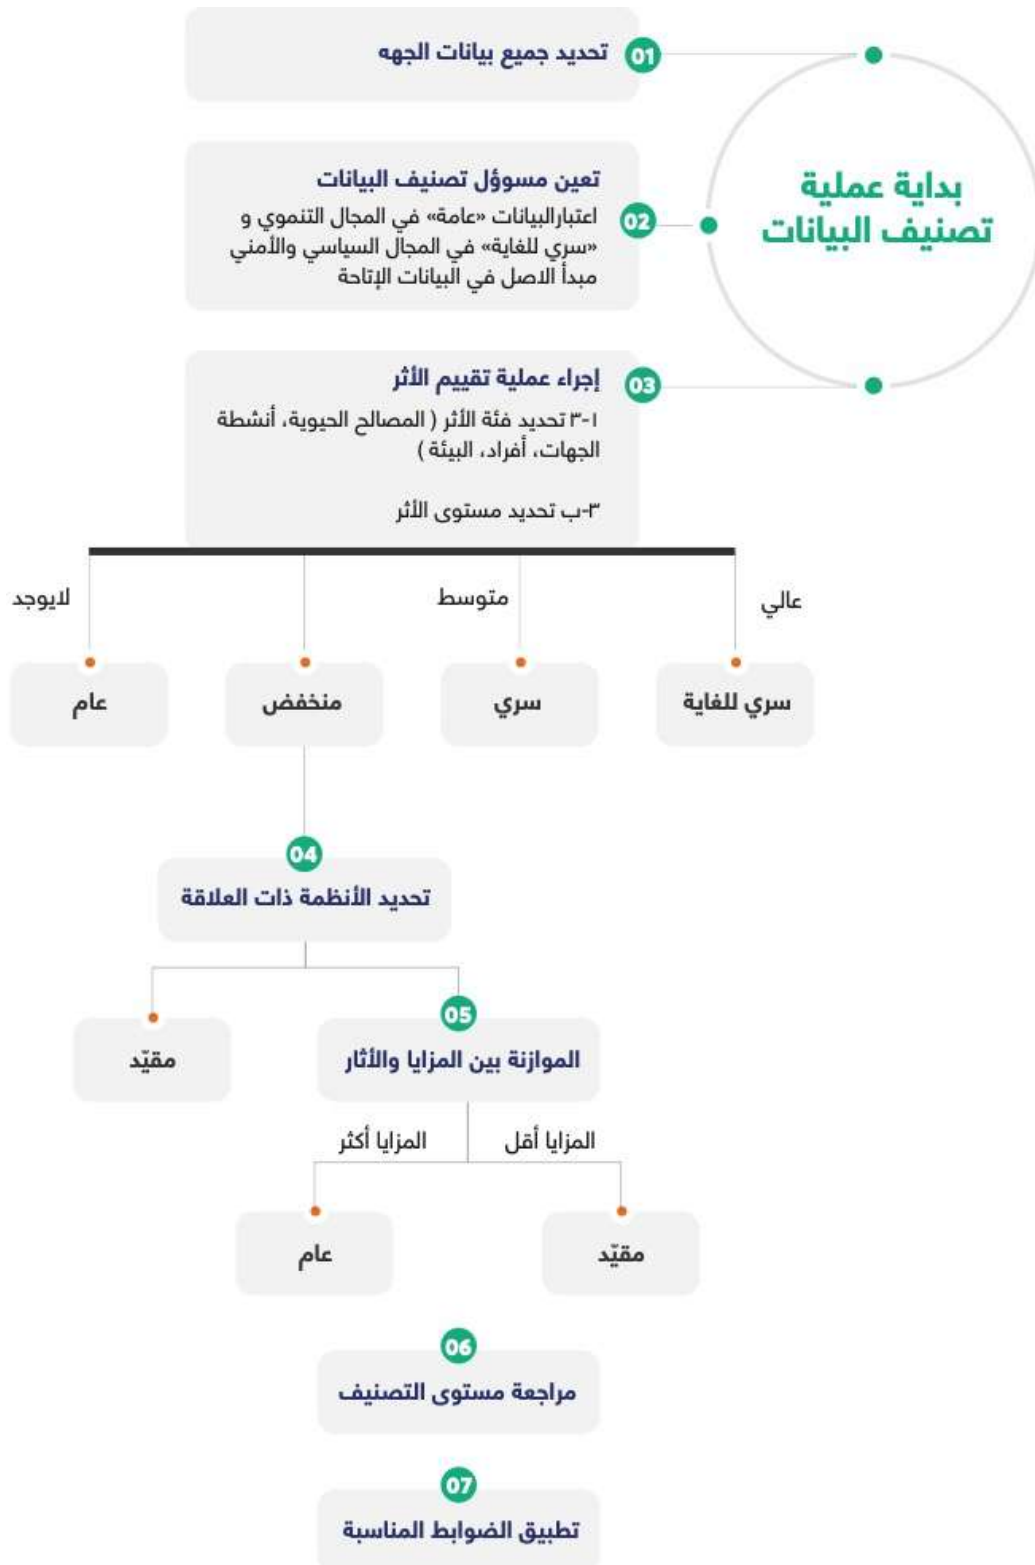 بداية عملية
تصنيف البيانات
01
تحديد جميع بيانات الجهه
02
تعين مسوؤل تصنيف البيانات
اعتبارالبيانات «عامة» في المجال التنموي و
«سري للغاية» في المجال السياسي والأمني
مبدأ الاصل في البيانات الإتاحة
03
إجراء عملية تقييم الأثر
٣-١ تحديد فئة الأثر ( المصالح الحيوية، أنشطة
الجهات، أفراد، البيئة )
٣-ب تحديد مستوى الأثر
عالي
متوسط
لايوجد
سري للغاية
سري
منخفض
عام
04
تحديد الأنظمة ذات العلاقة
05
الموازنة بين المزايا والأثار
مقيّد
المزايا أقل
المزايا أكثر
مقيّد
عام
06
مراجعة مستوى التصنيف
07
تطبيق الضوابط المناسبة